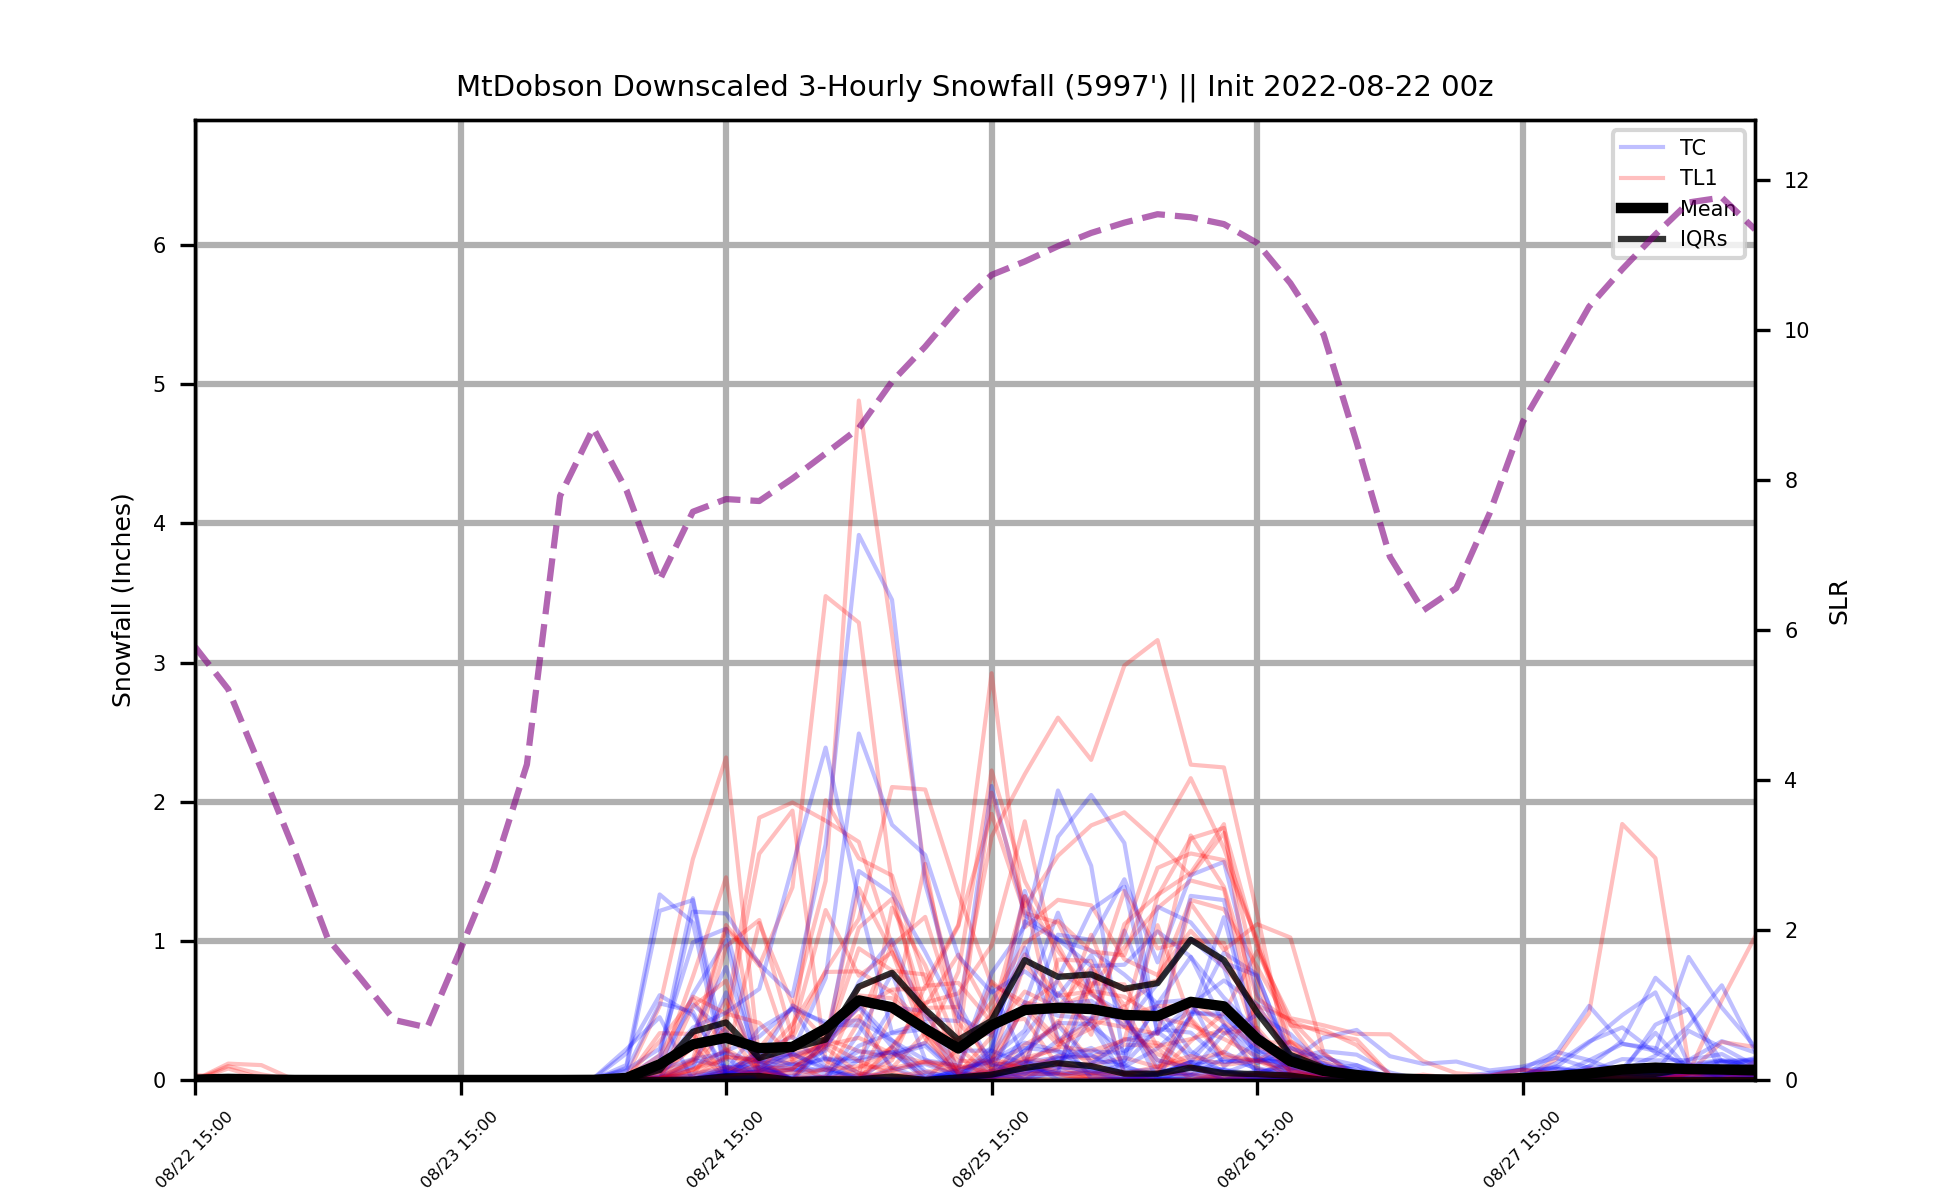 MtDobson Downscaled 3-Hourly Snowfall (5997') || Init 2022-08-22 00z
TC
TL1
Mean
IQRs
Snowfall (Inches)
6
5
4
3
2
1
0
SLR
12
10
8
6
4
2
0
08/22 15:00
08/23 15:00
08/24 15:00
08/25 15:00
08/26 15:00
08/27 15:00